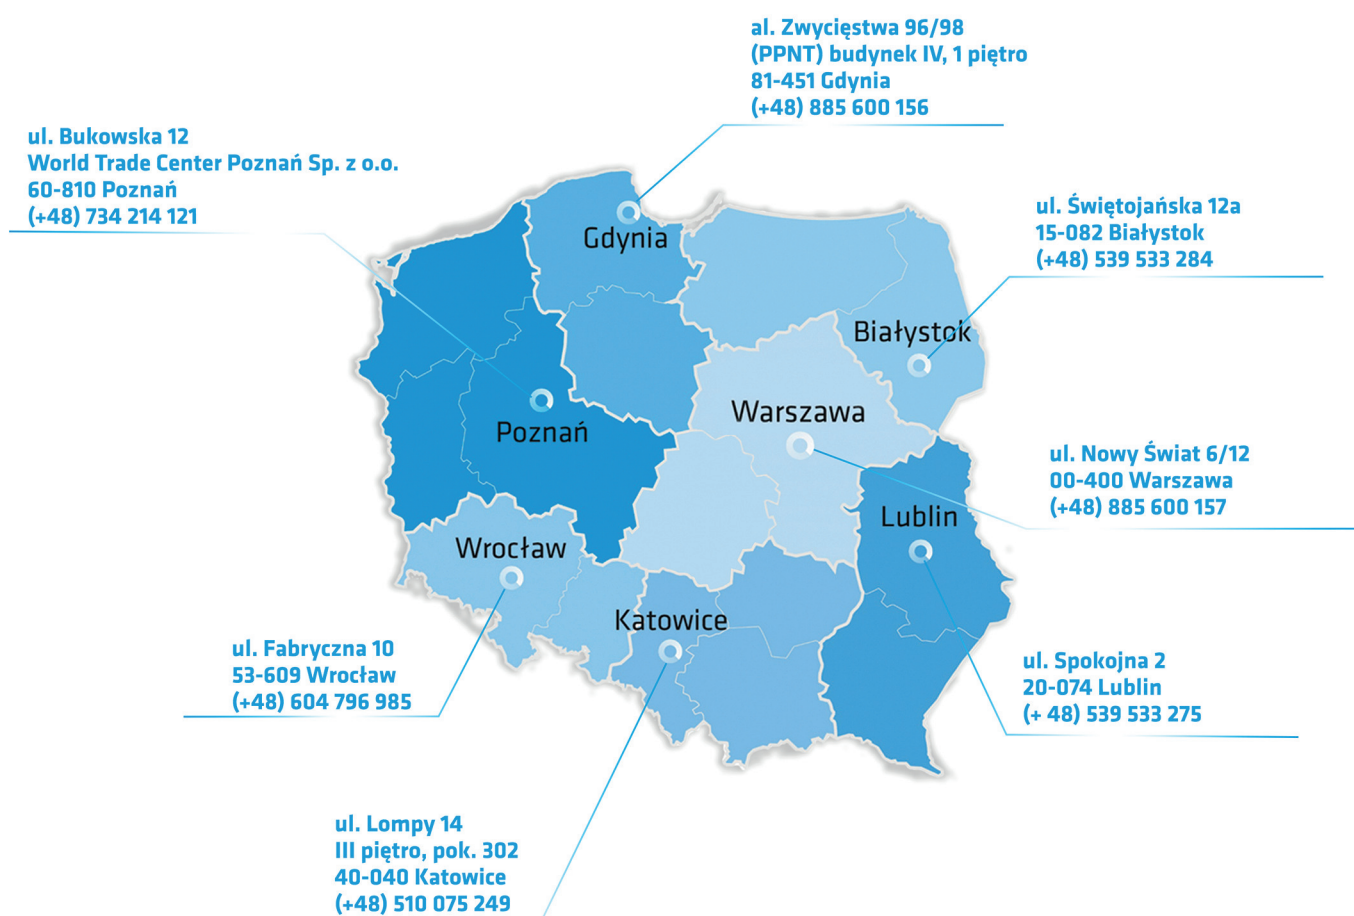 al. Zwycięstwa 96/98
(PPNT) budynek IV, 1 piętro
81-451 Gdynia
(+48) 885 600 156
ul. Bukowska 12
World Trade Center Poznań Sp. z o.o.
60-810 Poznań
(+48) 734 214 121
ul. Świętojańska 12a
15-082 Białystok
(+48) 539 533 284
Gdynia
Białystok
Warszawa
Poznań
ul. Nowy Świat 6/12
00-400 Warszawa
(+48) 885 600 157
Lublin
Wrocław
Katowice
ul. Fabryczna 10
53-609 Wrocław
(+48) 604 796 985
ul. Spokojna 2
20-074 Lublin
(+ 48) 539 533 275
ul. Lompy 14
III piętro, pok. 302
40-040 Katowice
(+48) 510 075 249